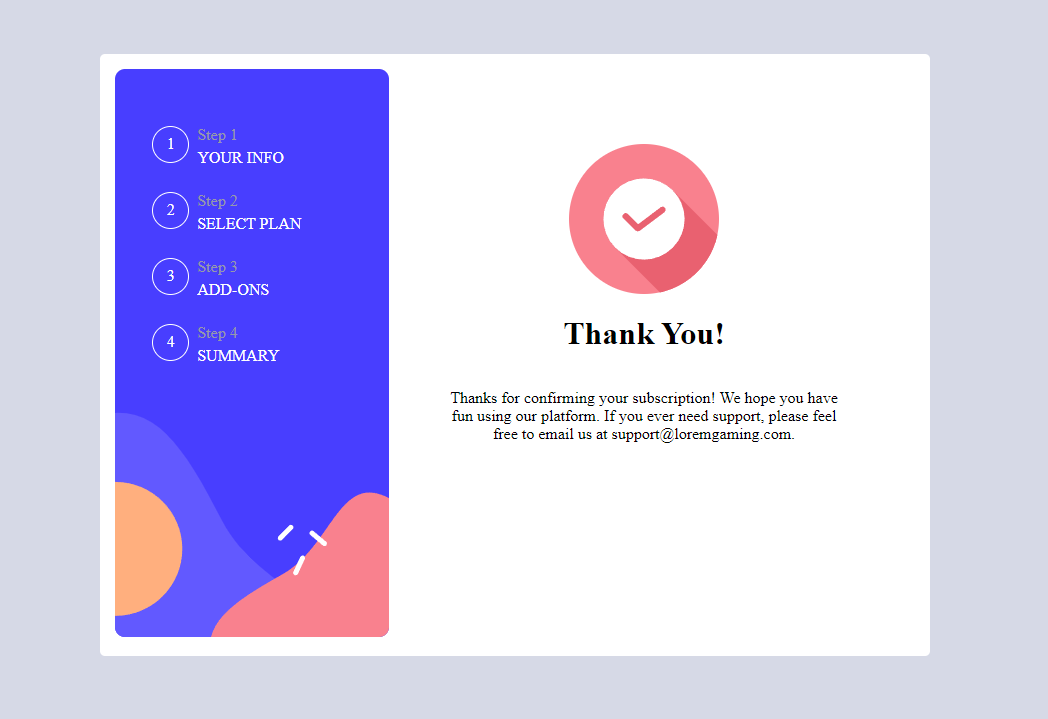 1
Step 1
YOUR INFO
2
Step 2
SELECT PLAN
3
Step 3
ADD-ONS
4
Step 4
SUMMARY
Thank You!
Thanks for confirming your subscription! We hope you have
fun using our platform. If you ever need support, please feel
free to email us at support@loremgaming.com.